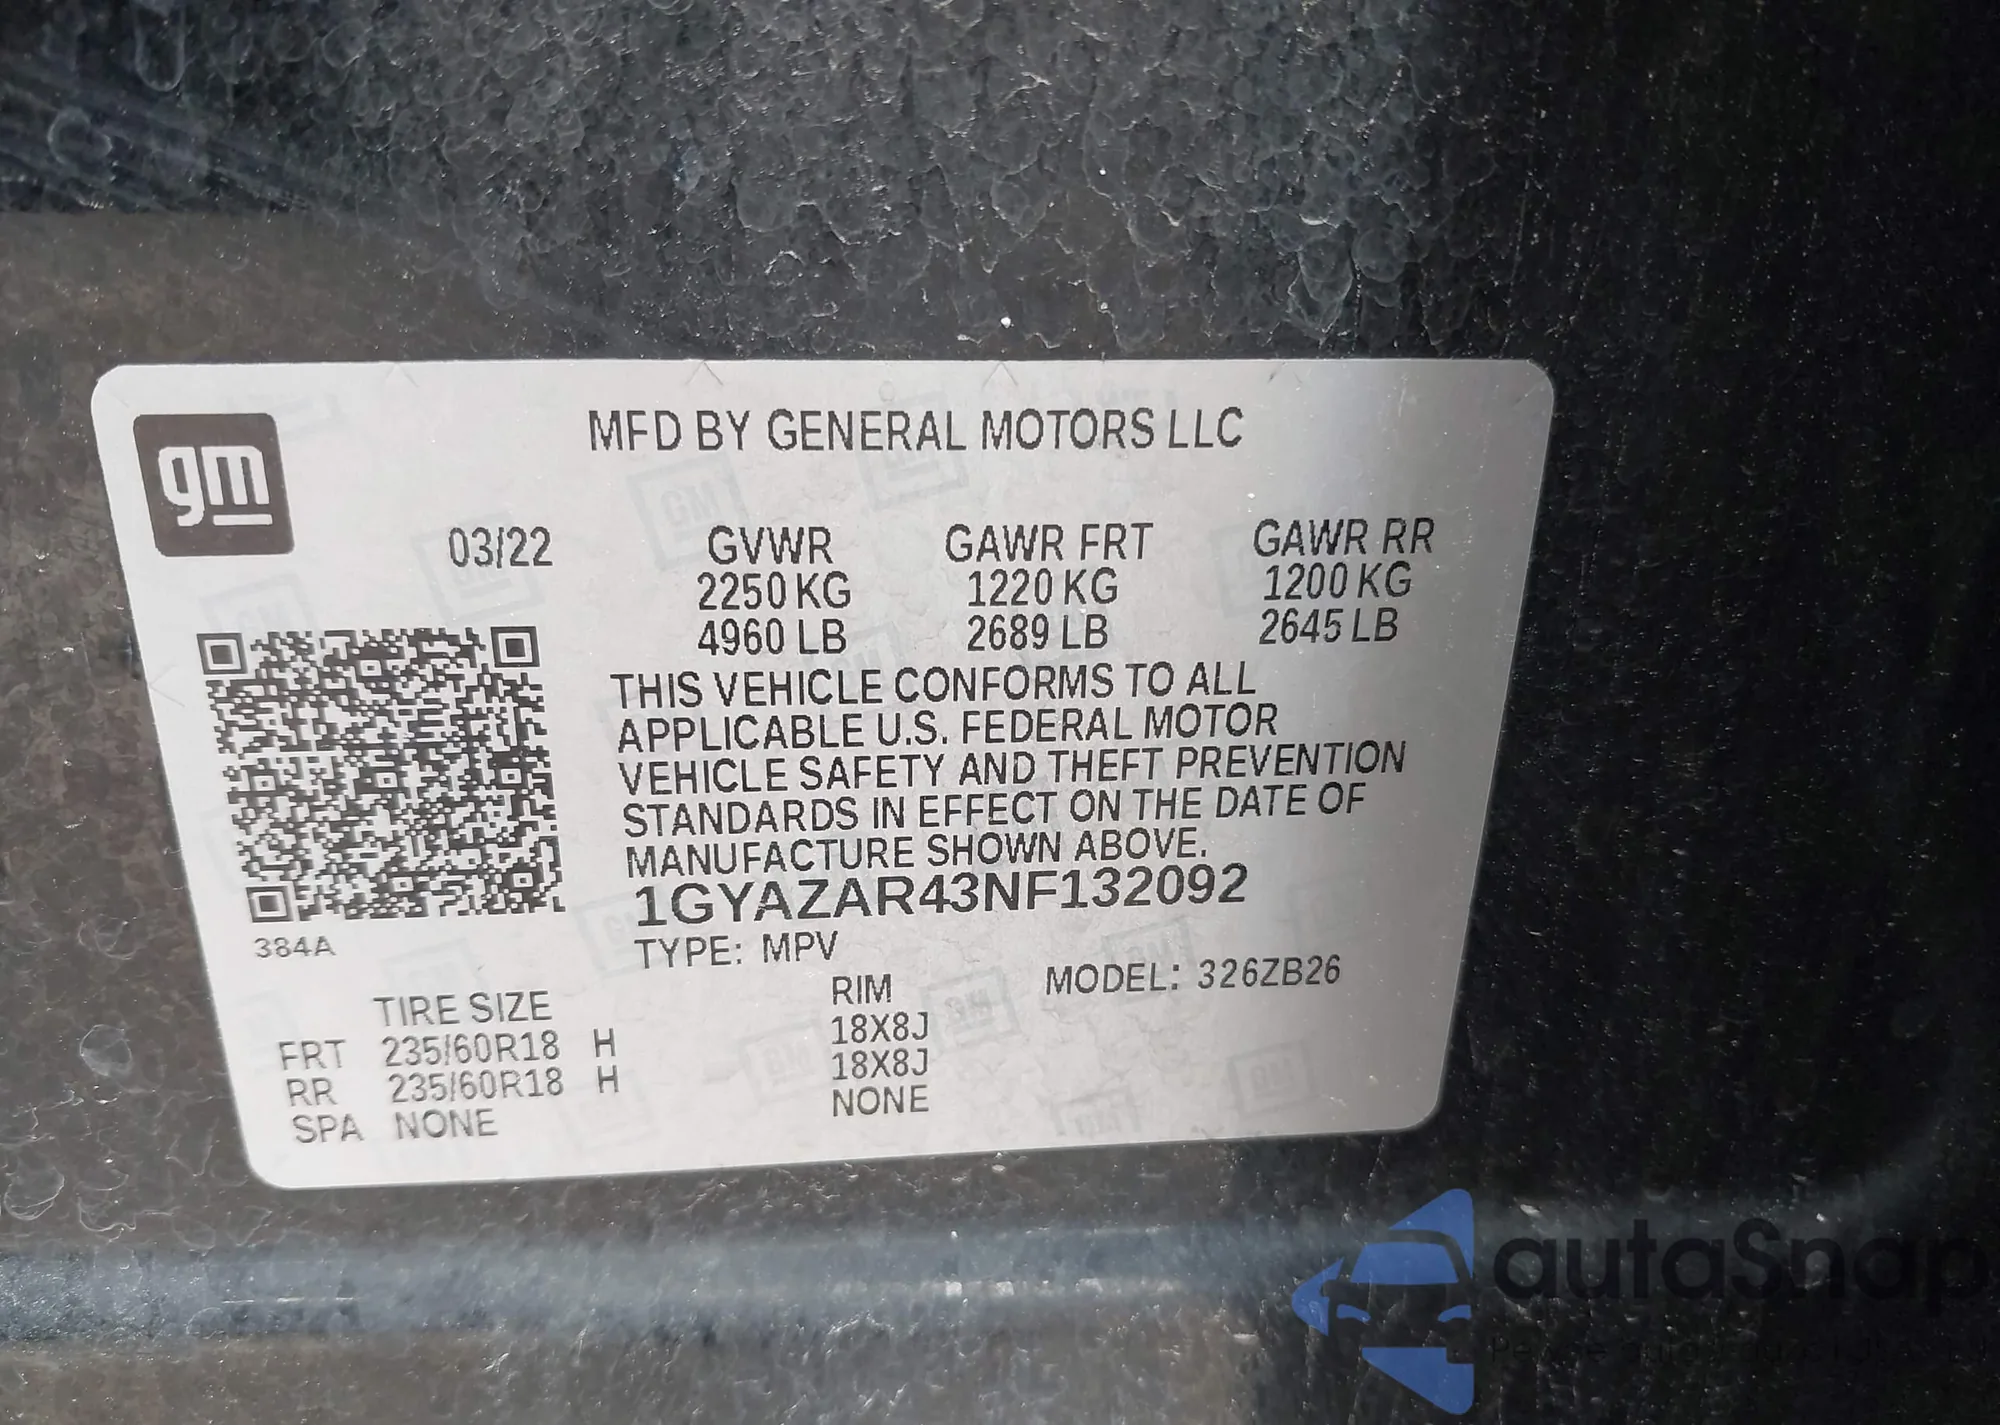 gm
MFD BY GENERAL MOTORS LLC
03/22 GVWR GAWR FRT GAWR RR
2250 KG 1220 KG 1200 KG
4960 LB 2689 LB 2645 LB
THIS VEHICLE CONFORMS TO ALL
APPLICABLE U.S. FEDERAL MOTOR
VEHICLE SAFETY AND THEFT PREVENTION
STANDARDS IN EFFECT ON THE DATE OF
MANUFACTURE SHOWN ABOVE.
1GYAZAR43NF132092
384A
TYPE: MPV
TIRE SIZE RIM MODEL: 326ZB26
FRT 235/60R18 H 18X8J
RR 235/60R18 H 18X8J
SPA NONE NONE
autaSnap